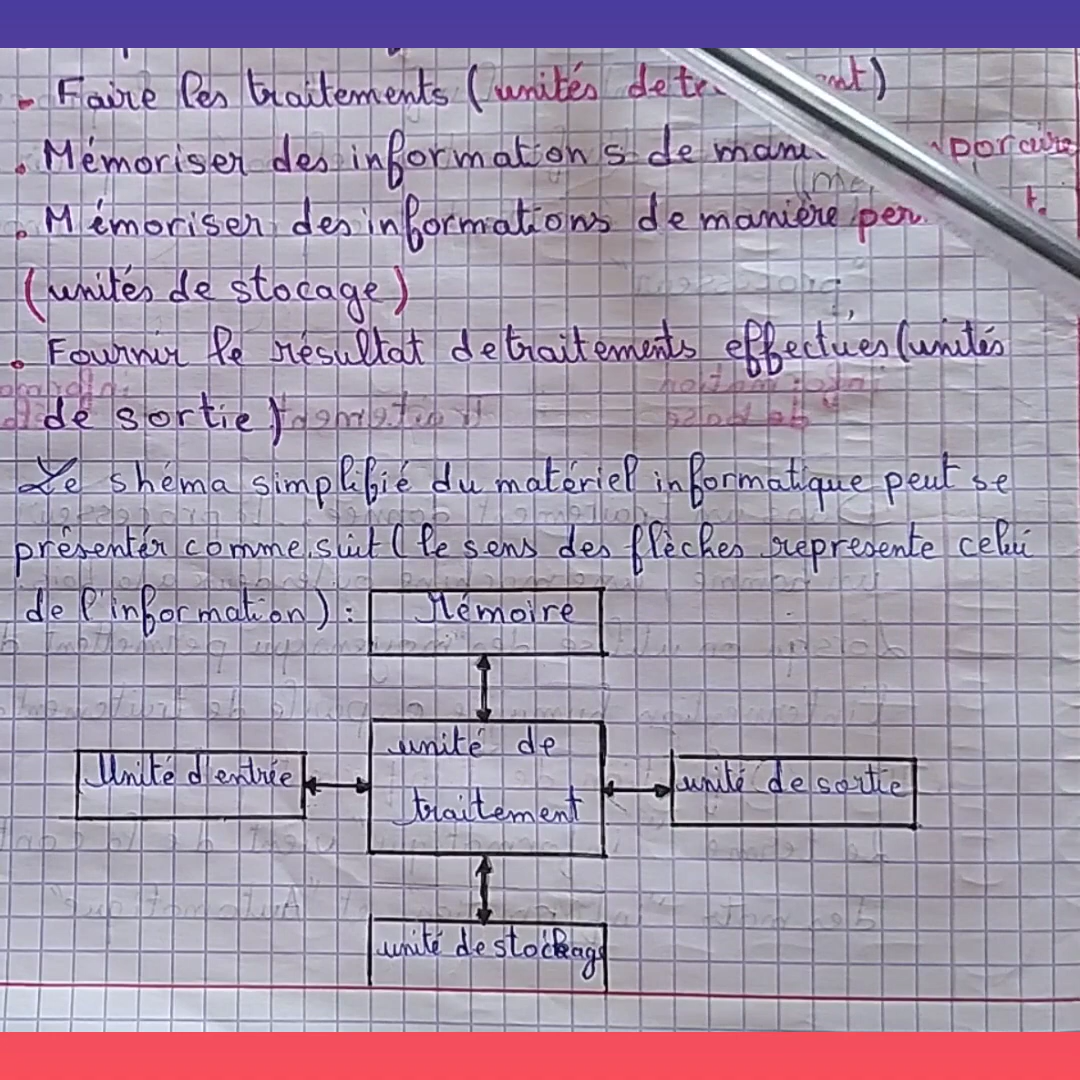 - Faire les traitements (unités de
. Mémoriser des informations de
. Mémoriser des informations de manière
(unités de stocage)
. Fournir le résultat de traitements effectués (unités
de sortie)
Le shéma simplifié du matériel informatique peut se
présenter comme suit (le sens des flèches represente celui
de l'information) :
Mémoire
unité de
traitement
Unité d'entrée
unité de sortie
unité de stockage